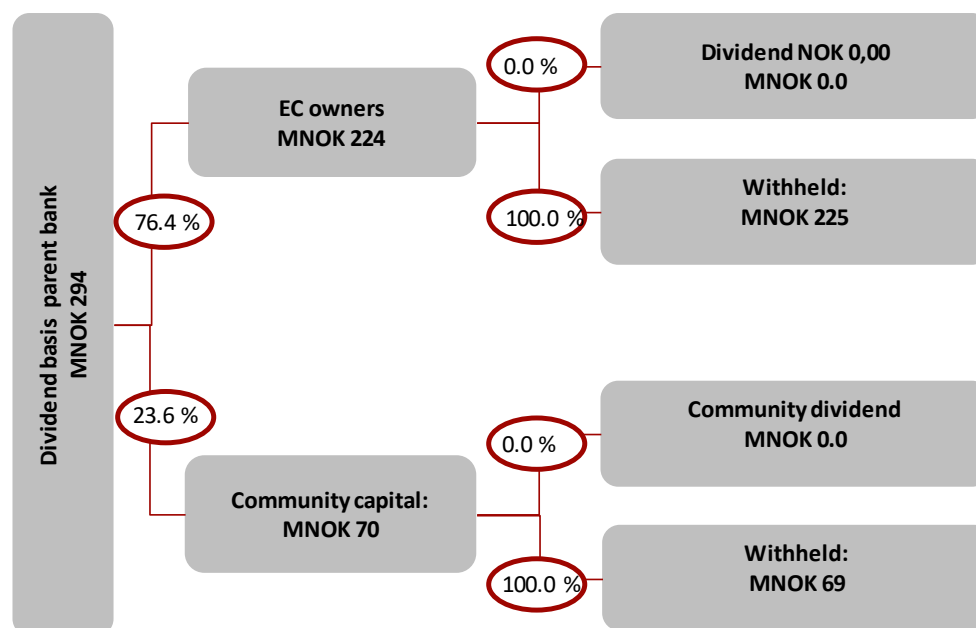 Dividend basis parent bank
MNOK 294
76.4 %
23.6 %
EC owners
MNOK 224
0.0 %
100.0 %
Dividend NOK 0,00
MNOK 0.0
Withheld:
MNOK 225
Community capital:
MNOK 70
0.0 %
100.0 %
Community dividend
MNOK 0.0
Withheld:
MNOK 69